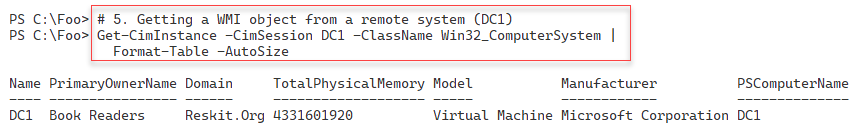 PS C:\Foo> # 5. Getting a WMI object from a remote system (DC1)
PS C:\Foo> Get-CimInstance -CimSession DC1 -ClassName Win32_ComputerSystem |
Format-Table -AutoSize
Name PrimaryOwnerName Domain TotalPhysicalMemory Model Manufacturer PSComputerName
---- ---------------- ------ ------------------- ----- ------------ --------------
DC1 Book Readers Reskit.Org 4331601920 Virtual Machine Microsoft Corporation DC1